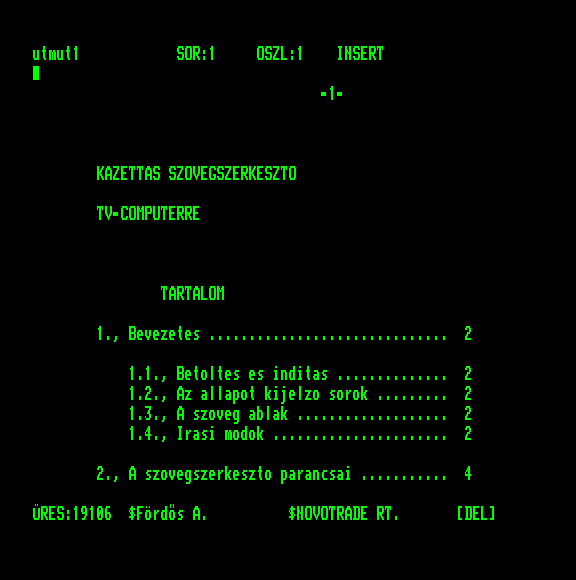 utmut1 SOR:1 OSZL:1 INSERT
-1-
KAZETTAS SZOVEGSZERKESZTO
TV-COMPUTERRE
TARTALOM
1., Bevezetes .............................. 2
1.1., Betoltes es inditas .............. 2
1.2., Az allapot kijelzo sorok ......... 2
1.3., A szoveg ablak ................... 2
1.4., Irasi modok ...................... 2
2., A szovegszerkeszto parancsai ........... 4
ÜRES:19106 $Fördös A. $NOVOTRADE RT. [DEL]